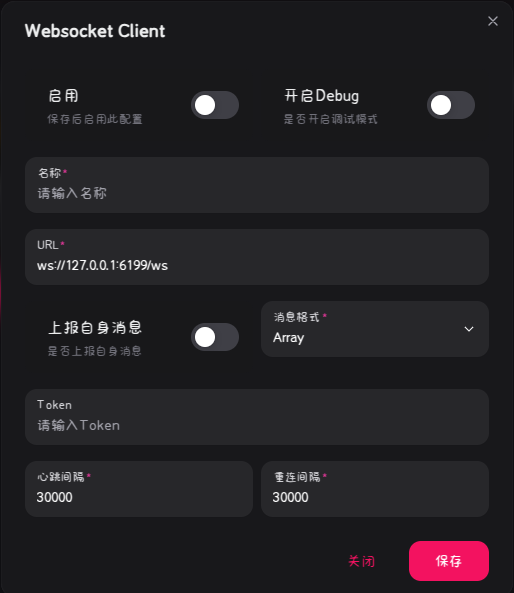 Websocket Client
启用
保存后启用此配置
开启Debug
是否开启调试模式
名称*
请输入名称
URL*
ws://127.0.0.1:6199/ws
上报自身消息
是否上报自身消息
消息格式*
Array
Token
请输入Token
心跳间隔*
30000
重连间隔*
30000
关闭
保存